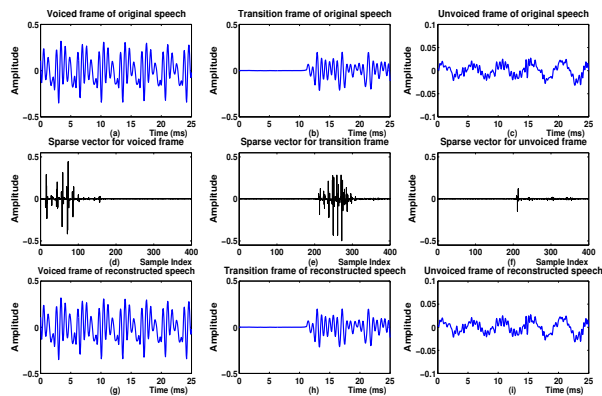 Voiced frame of original speech
Transition frame of original speech
Unvoiced frame of original speech
Amplitude
0.5
0
−0.5
0 5 10 15 20 25
(a) Time (ms)
Amplitude
0.5
0
−0.5
0 5 10 15 20 25
(b) Time (ms)
Amplitude
0.1
0.05
0
−0.05
−0.1
0 5 10 15 20 25
(c) Time (ms)
Sparse vector for voiced frame
Sparse vector for transition frame
Sparse vector for unvoiced frame
Amplitude
0.5
0
−0.5
0 100 200 300 400
(d) Sample Index
Amplitude
0.5
0
−0.5
0 100 200 300 400
(e) Sample Index
Amplitude
0.5
0
−0.5
0 100 200 300 400
(f) Sample Index
Voiced frame of reconstructed speech
Transition frame of reconstructed speech
Unvoiced frame of reconstructed speech
Amplitude
0.5
0
−0.5
0 5 10 15 20 25
(g) Time (ms)
Amplitude
0.5
0
−0.5
0 5 10 15 20 25
(h) Time (ms)
Amplitude
0.1
0.05
0
−0.05
−0.1
0 5 10 15 20 25
(i) Time (ms)